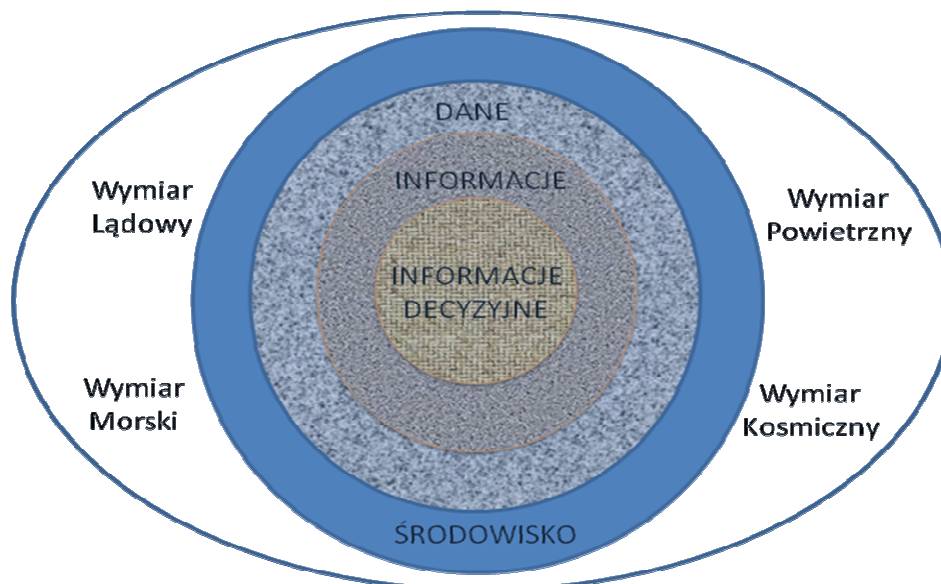 DANE
INFORMACJE
INFORMACJE
DECYZYJNE
ŚRODOWISKO
Wymiar
Lądowy
Wymiar
Powietrzny
Wymiar
Morski
Wymiar
Kosmiczny